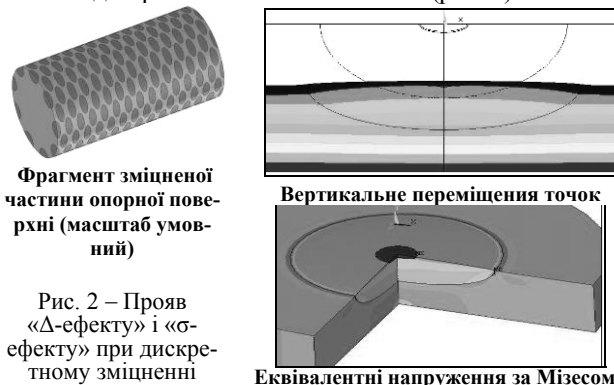 Фрагмент зміцненої
частини опорної пове-
рхні (масштаб умов-
ний)
Рис. 2 – Прояв
«Δ-ефекту» і «σ-
ефекту» при дискре-
тному зміцненні
Вертикальне переміщення точок
Еквівалентні напруження за Мізесом